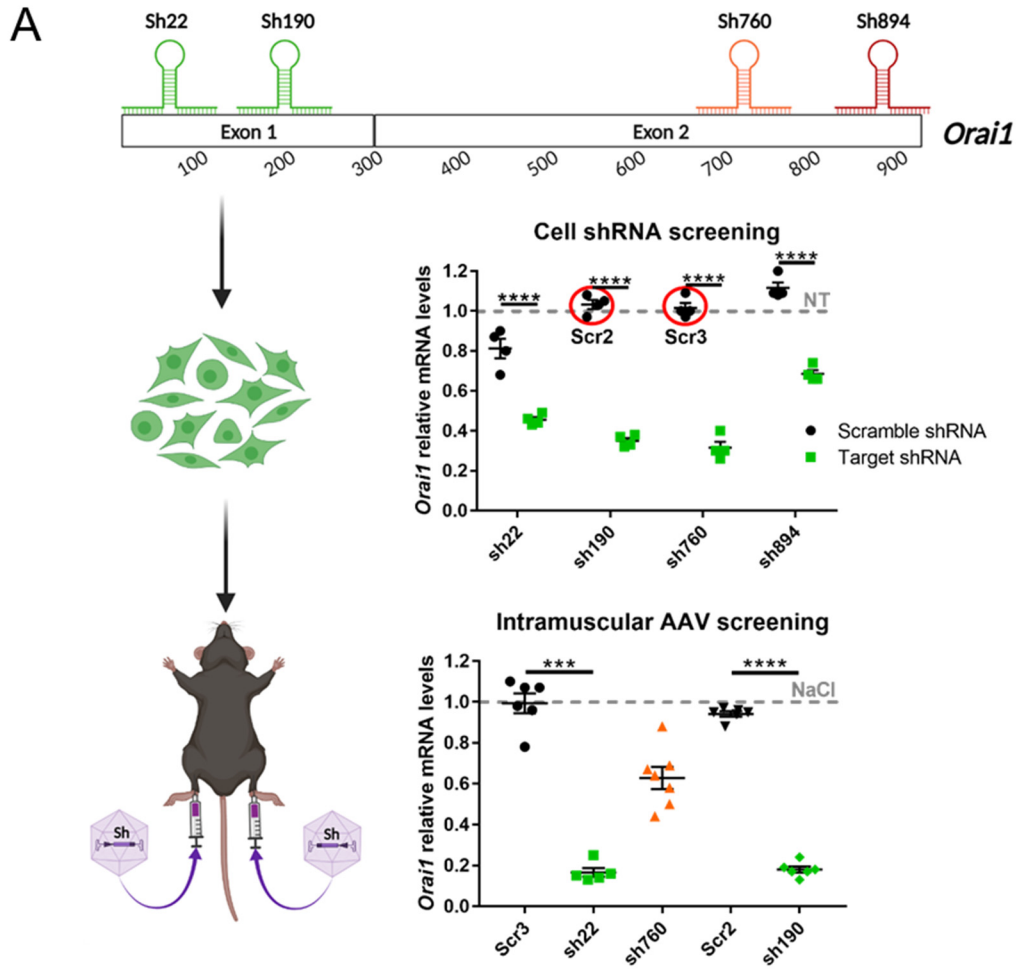 A
Sh22 Sh190 Sh760 Sh894
Exon 1 Exon 2 Orai1
100 200 300 400 500 600 700 800 900
Cell shRNA screening
Orai1 relative mRNA levels
1.2
1.0
0.8
0.6
0.4
0.2
0.0
**** **** **** ****
NT
Scr2 Scr3
Scramble shRNA
Target shRNA
sh22 sh190 sh760 sh894
Intramuscular AAV screening
Orai1 relative mRNA levels
1.2
1.0
0.8
0.6
0.4
0.2
0.0
*** ****
NaCl
Scr3 sh22 sh760 Scr2 sh190
Sh Sh